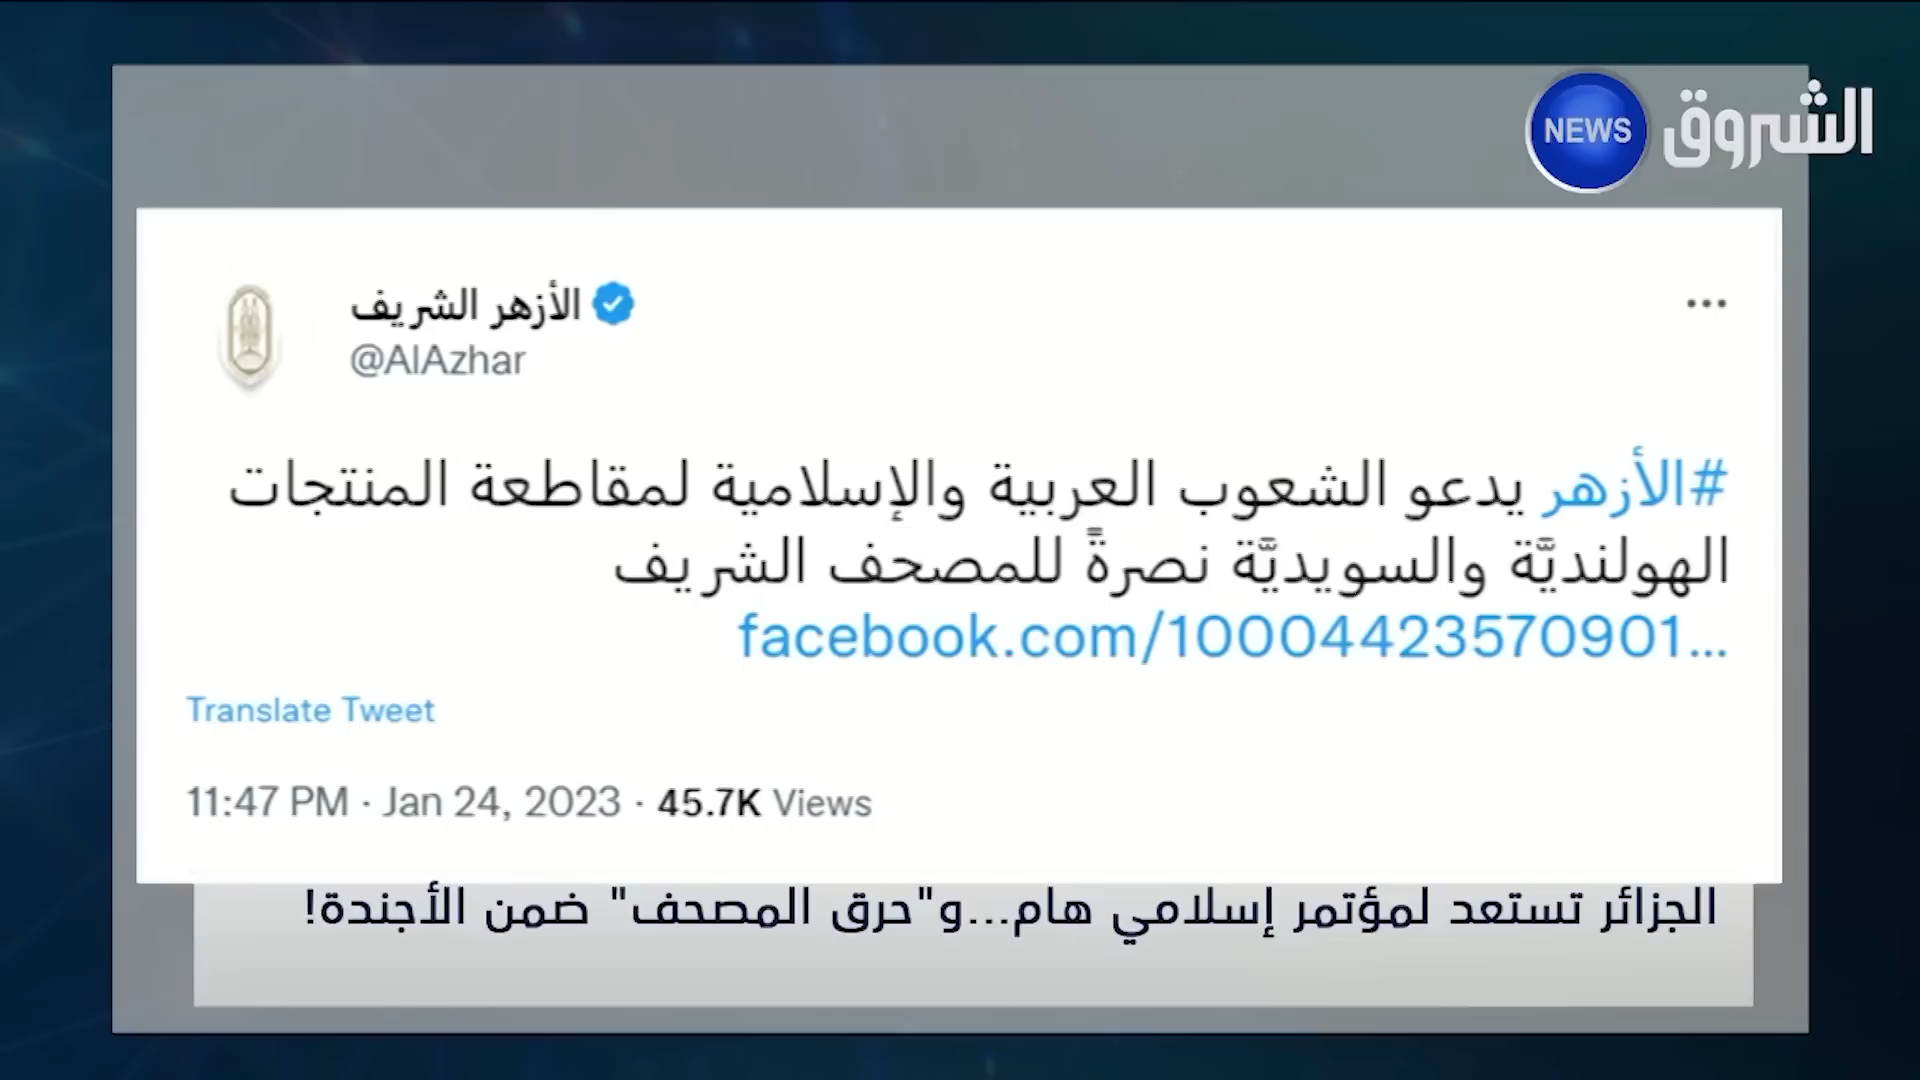 الشروق
NEWS
الأزهر الشريف
@AlAzhar
#الأزهر يدعو الشعوب العربية والإسلامية لمقاطعة المنتجات
الهولنديَّة والسويديَّة نصرةً للمصحف الشريف
facebook.com/10004423570901...
Translate Tweet
11:47 PM · Jan 24, 2023 · 45.7K Views
الجزائر تستعد لمؤتمر إسلامي هام...و"حرق المصحف" ضمن الأجندة!